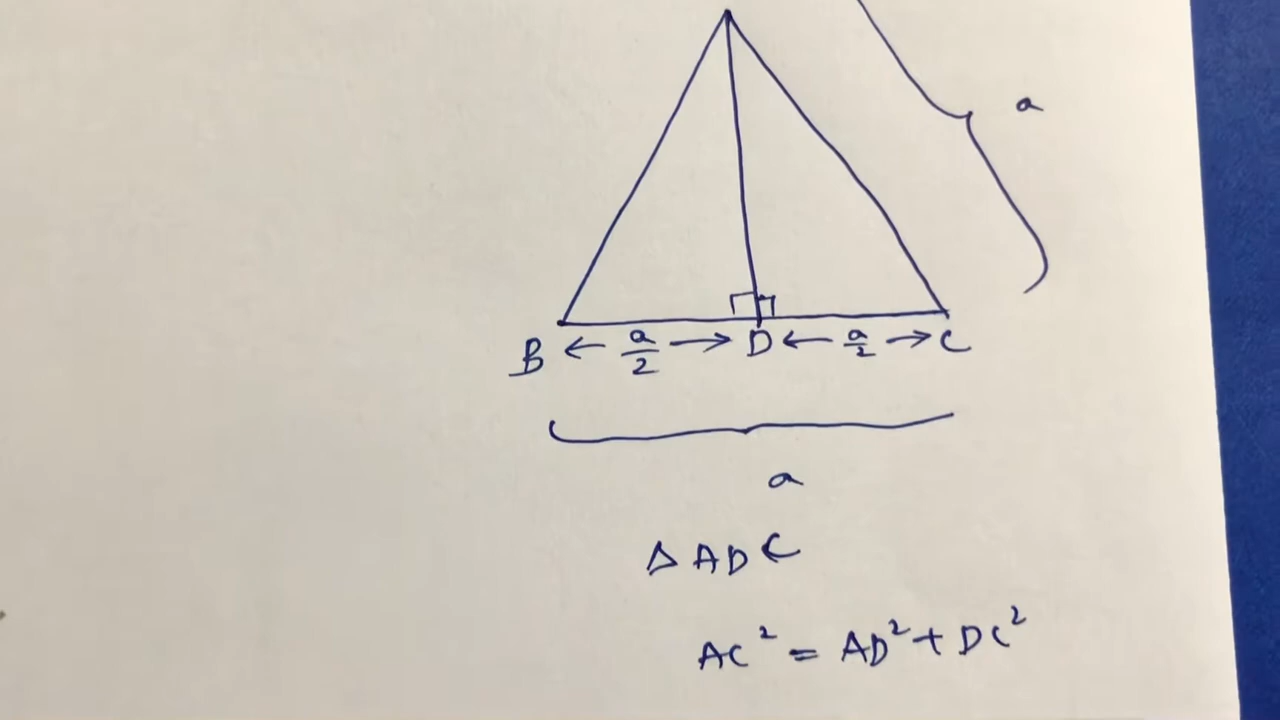 a
B ← a/2 → D ← a/2 → C
a
Δ ADC
AC² = AD² + DC²